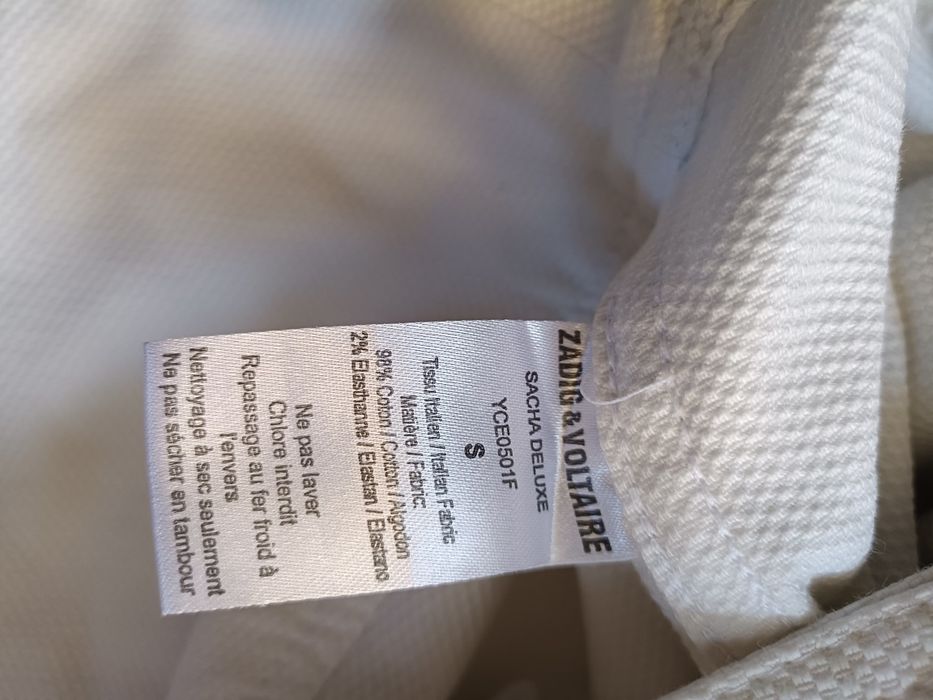 ZADIG & VOLTAIRE
SACHA DELUXE
YCE0501F
S
Tissu Italien / Italian Fabric
Matière / Fabric:
98% Coton / Cotton / Algodon
2% Elasthanne / Elastan / Elastano
Ne pas laver
Chlore interdit
Repassage au fer froid à
l'envers
Nettoyage à sec seulement
Ne pas sécher en tambour